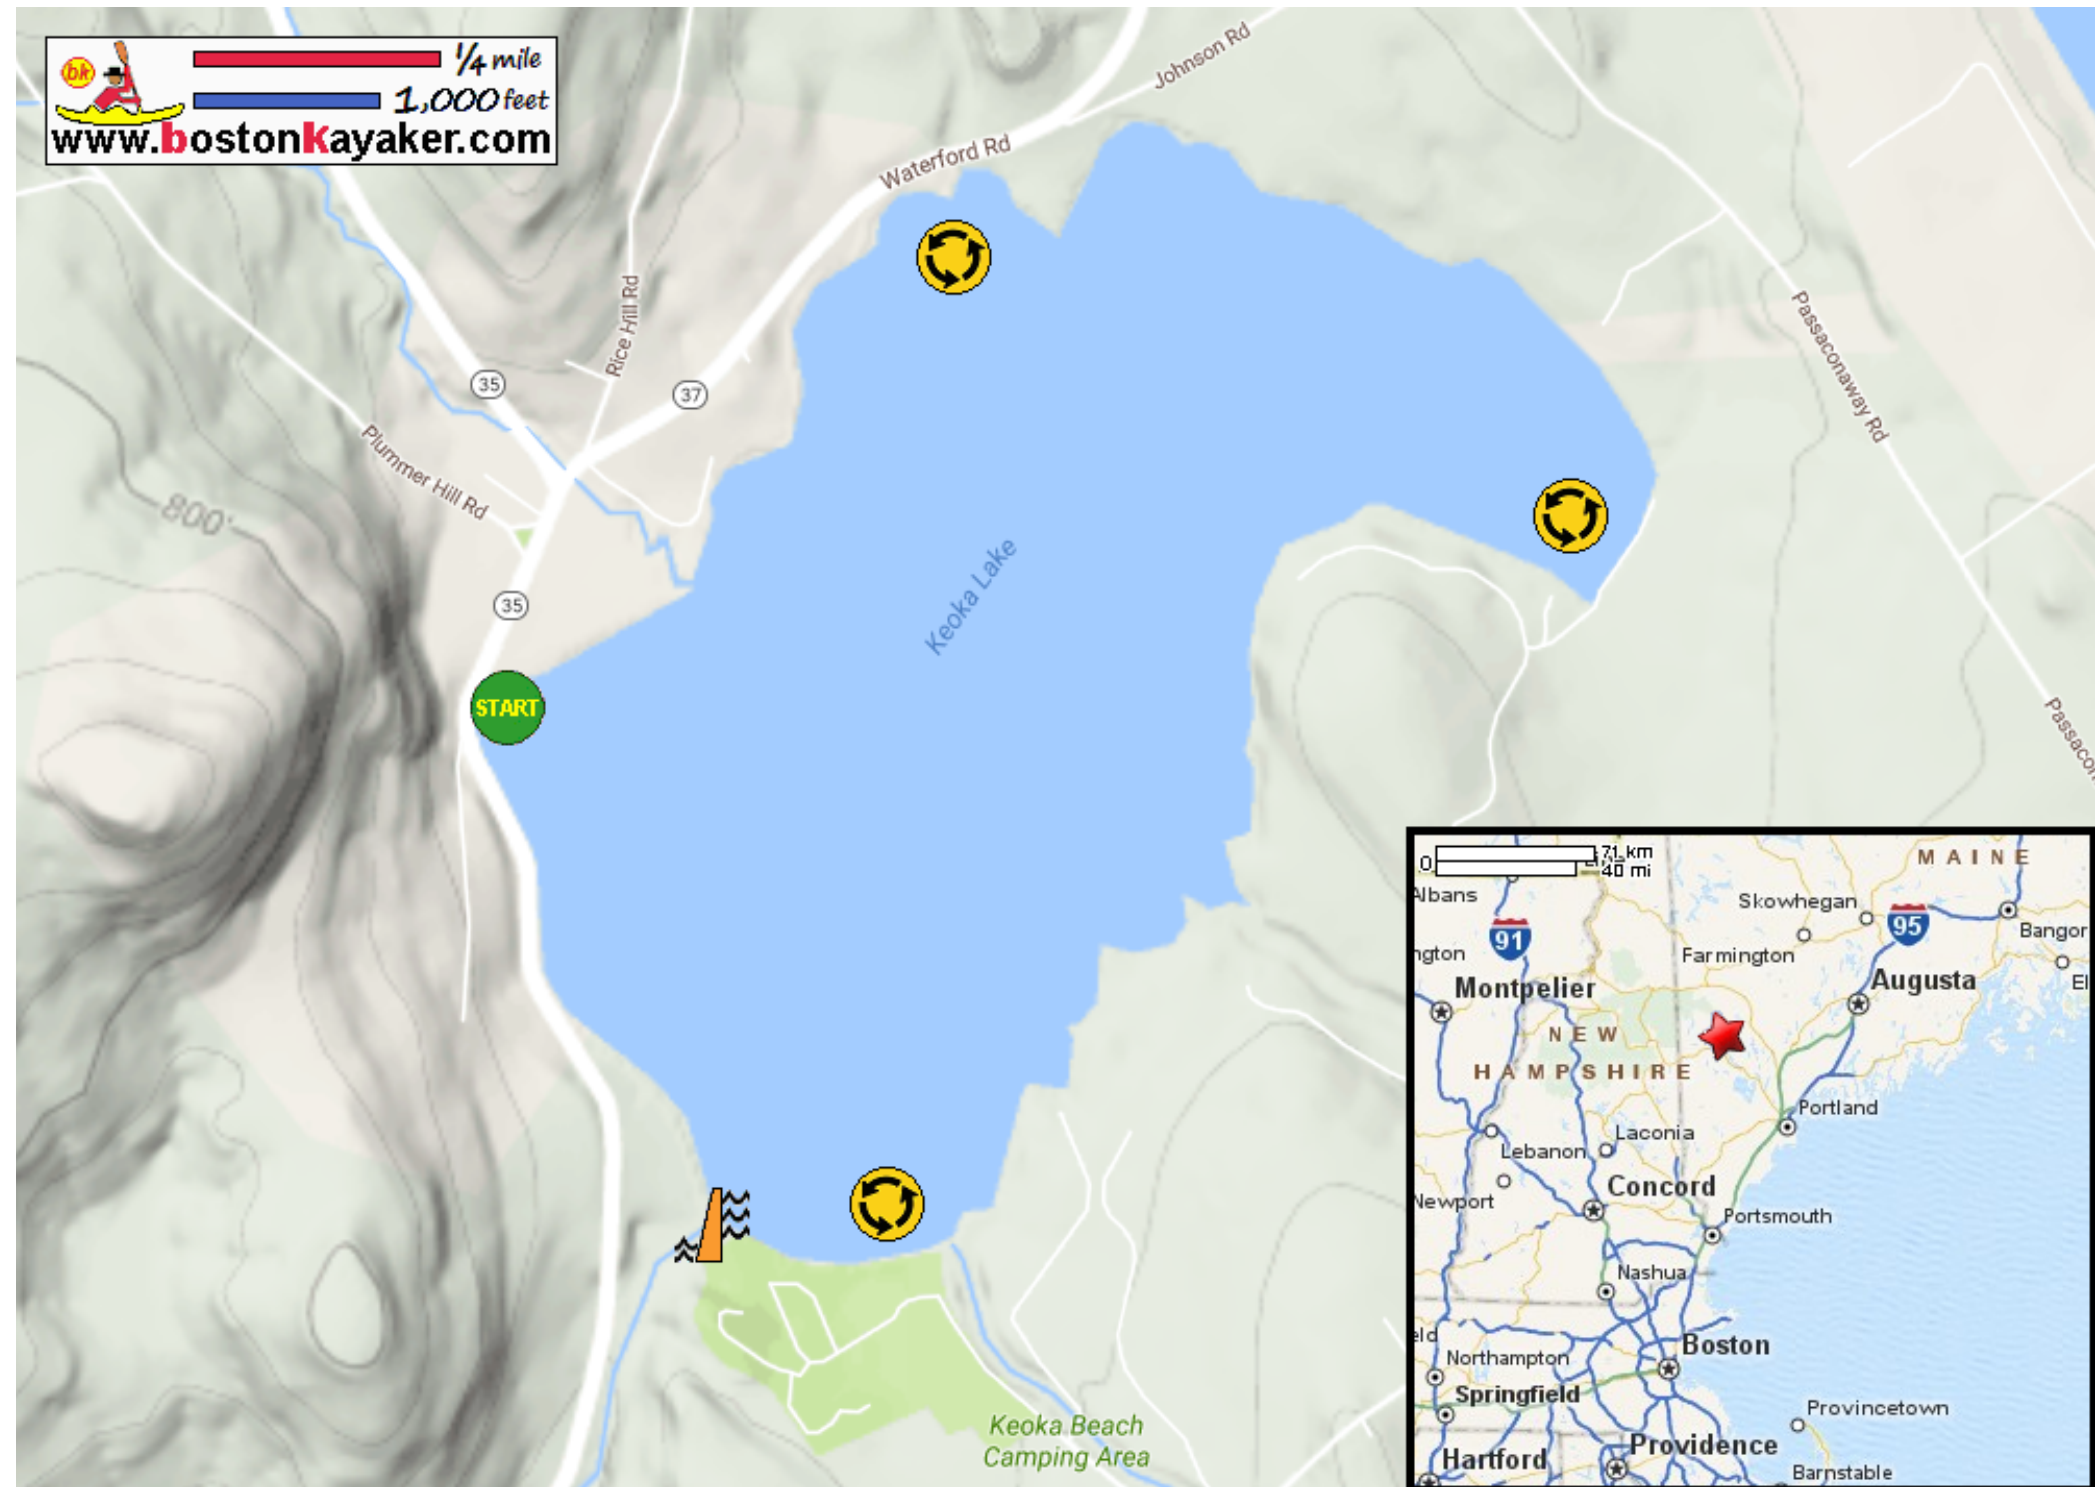 bk
1/4 mile
1,000 feet
www.bostonkayaker.com
Johnson Rd
Waterford Rd
Rice Hill Rd
35
37
Passaconaway Rd
Plummer Hill Rd
800'
Keoka Lake
35
START
Keoka Beach
Camping Area
0
71 km
40 mi
MAINE
Albans
Skowhegan
91
95
Bangor
ngton
Farmington
Augusta
El
Montpelier
NEW
HAMPSHIRE
Portland
Laconia
Lebanon
Newport
Concord
Portsmouth
Nashua
eld
Boston
Northampton
Springfield
Provincetown
Providence
Hartford
Barnstable
Passacon